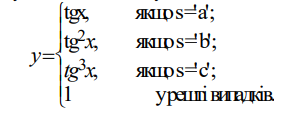 tgx, якщо s='a';
tg²x, якщо s='b';
y=
tg³x, якщо s='c';
1 у решті випадків.